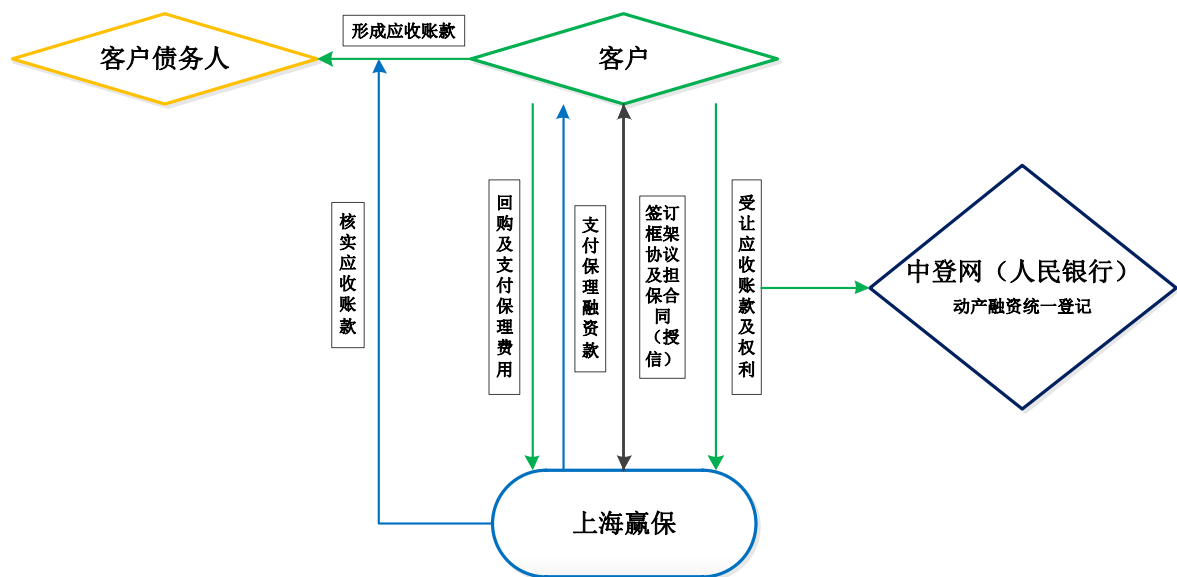 形成应收账款
客户债务人
客户
核实应收账款
回购及支付保理费用
支付保理融资款
签订
框架
协议
及担
保合
同
（授
信）
受让应收账款及权利
中登网（人民银行）
动产融资统一登记
上海赢保